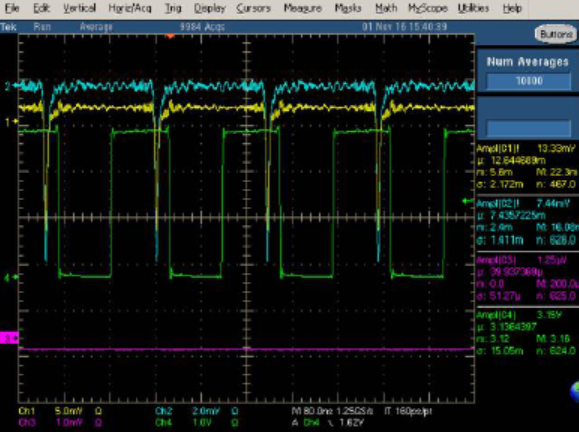 File Edit Vertical Horiz/Acq Trig Display Cursors Measure Masks Math MyScope Utilities Help
Tek Run Average 9984 Acqs 01 Nov 16 15:40:39
Buttons
Num Averages
10000
Ampl(C1) 13.33mV
µ: 12.644689m
m: 5.6m M: 22.3m
σ: 2.172m n: 467.0
Ampl(C2) 7.44mV
µ: 7.4357225m
m: 2.4m M: 16.08m
σ: 1.411m n: 628.0
Ampl(C3) 1.25µV
µ: 39.937369µ
m: 0.0 M: 200.0µ
σ: 51.27µ n: 625.0
Ampl(C4) 3.15V
µ: 3.1364397
m: 3.12 M: 3.16
σ: 15.05m n: 624.0
2
1
4
3
Ch1 5.0mV Ω Ch2 2.0mV Ω M 80.0ns 1.25GS/s IT 160ps/pt
Ch3 1.0mV Ω Ch4 1.0V Ω A Ch4 1.62V